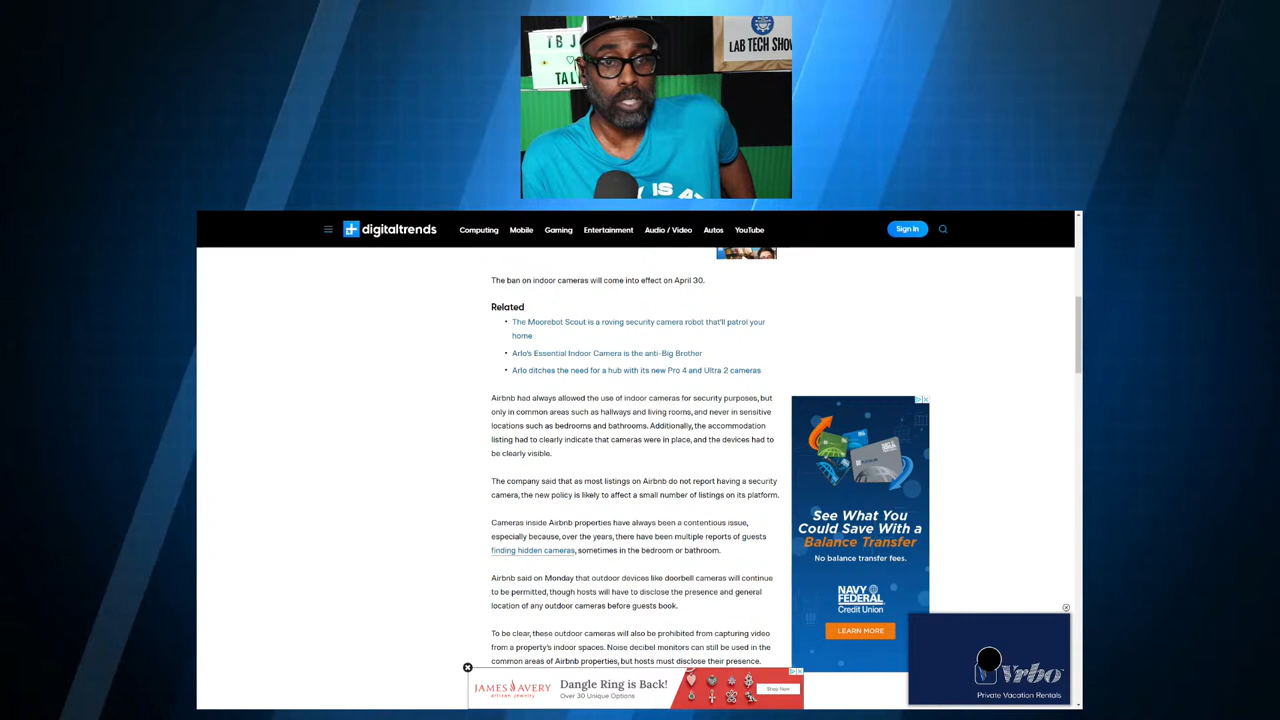 TALK
LAB TECH SHOW
digitaltrends
Computing Mobile Gaming Entertainment Audio / Video Autos YouTube
Sign In
The ban on indoor cameras will come into effect on April 30.
Related
• The Moorebot Scout is a roving security camera robot that'll patrol your
home
• Arlo's Essential Indoor Camera is the anti-Big Brother
• Arlo ditches the need for a hub with its new Pro 4 and Ultra 2 cameras
Airbnb had always allowed the use of indoor cameras for security purposes, but
only in common areas such as hallways and living rooms, and never in sensitive
locations such as bedrooms and bathrooms. Additionally, the accommodation
listing had to clearly indicate that cameras were in place, and the devices had to
be clearly visible.
The company said that as most listings on Airbnb do not report having a security
camera, the new policy is likely to affect a small number of listings on its platform.
Cameras inside Airbnb properties have always been a contentious issue,
especially because, over the years, there have been multiple reports of guests
finding hidden cameras, sometimes in the bedroom or bathroom.
Airbnb said on Monday that outdoor devices like doorbell cameras will continue
to be permitted, though hosts will have to disclose the presence and general
location of any outdoor cameras before guests book.
To be clear, these outdoor cameras will also be prohibited from capturing video
from a property's indoor spaces. Noise decibel monitors can still be used in the
common areas of Airbnb properties, but hosts must disclose their presence.
See What You
Could Save With a
Balance Transfer
No balance transfer fees.
NAVY
FEDERAL
Credit Union
LEARN MORE
Vrbo
Private Vacation Rentals
JAMES AVERY
artisan jewelry
Dangle Ring is Back!
Over 30 Unique Options
Shop Now